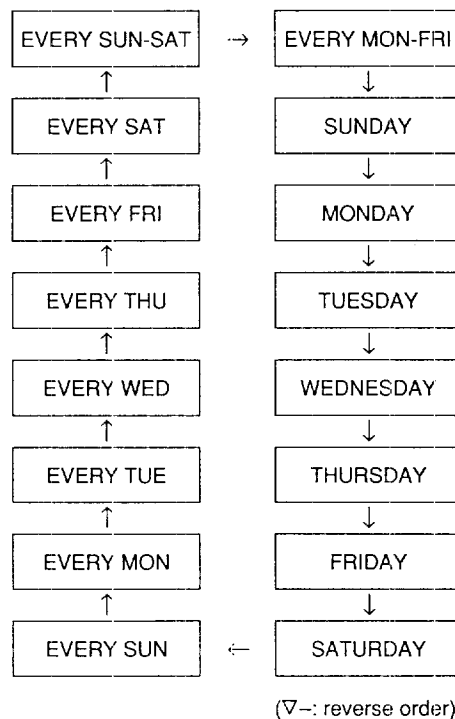 EVERY SUN-SAT → EVERY MON-FRI
↑ ↓
EVERY SAT SUNDAY
↑ ↓
EVERY FRI MONDAY
↑ ↓
EVERY THU TUESDAY
↑ ↓
EVERY WED WEDNESDAY
↑ ↓
EVERY TUE THURSDAY
↑ ↓
EVERY MON FRIDAY
↑ ↓
EVERY SUN ← SATURDAY
(▽–: reverse order)